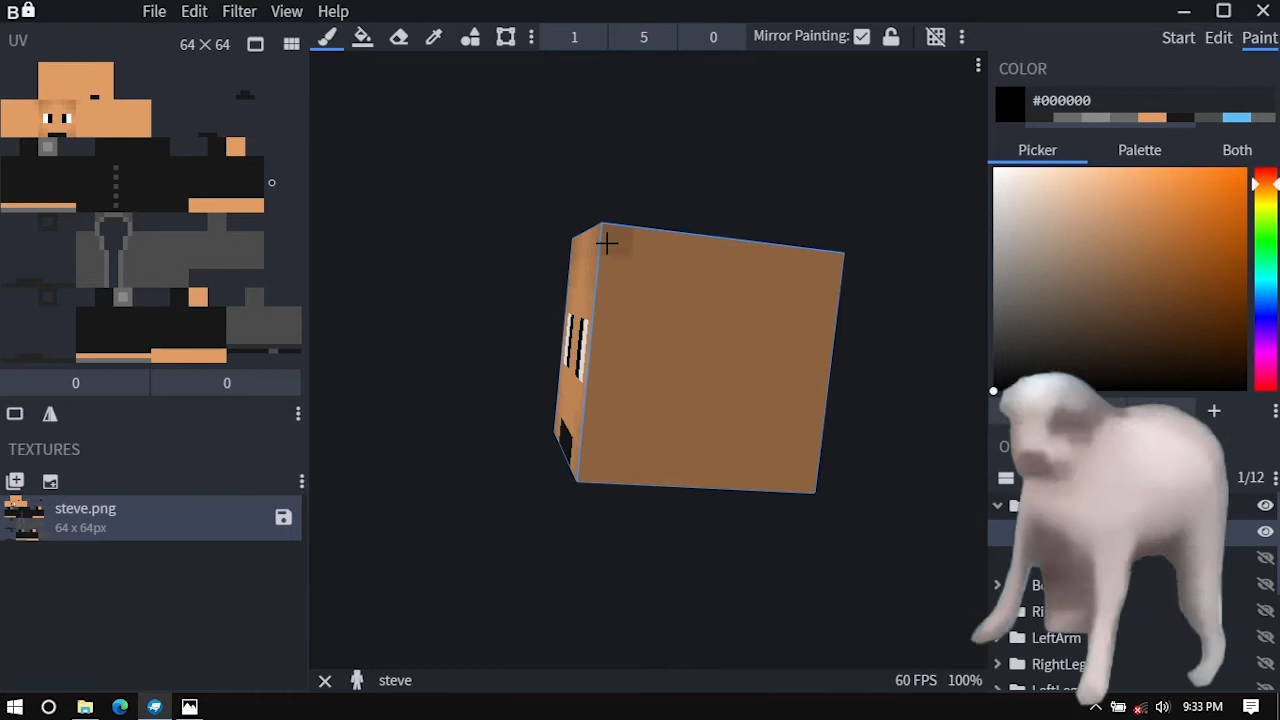 B File Edit Filter View Help
UV 64×64 1 5 0 Mirror Painting: Start Edit Paint
COLOR
#000000
Picker Palette Both
0 0
TEXTURES
steve.png
64 x 64px
1/12
LeftArm
RightLeg
steve 60 FPS 100%
9:33 PM